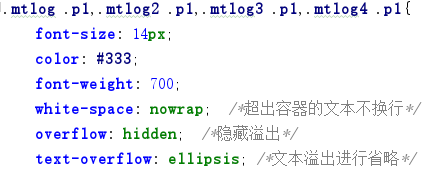 .mtlog .p1,.mtlog2 .p1,.mtlog3 .p1,.mtlog4 .p1{
font-size: 14px;
color: #333;
font-weight: 700;
white-space: nowrap; /*超出容器的文本不换行*/
overflow: hidden; /*隐藏溢出*/
text-overflow: ellipsis; /*文本溢出进行省略*/